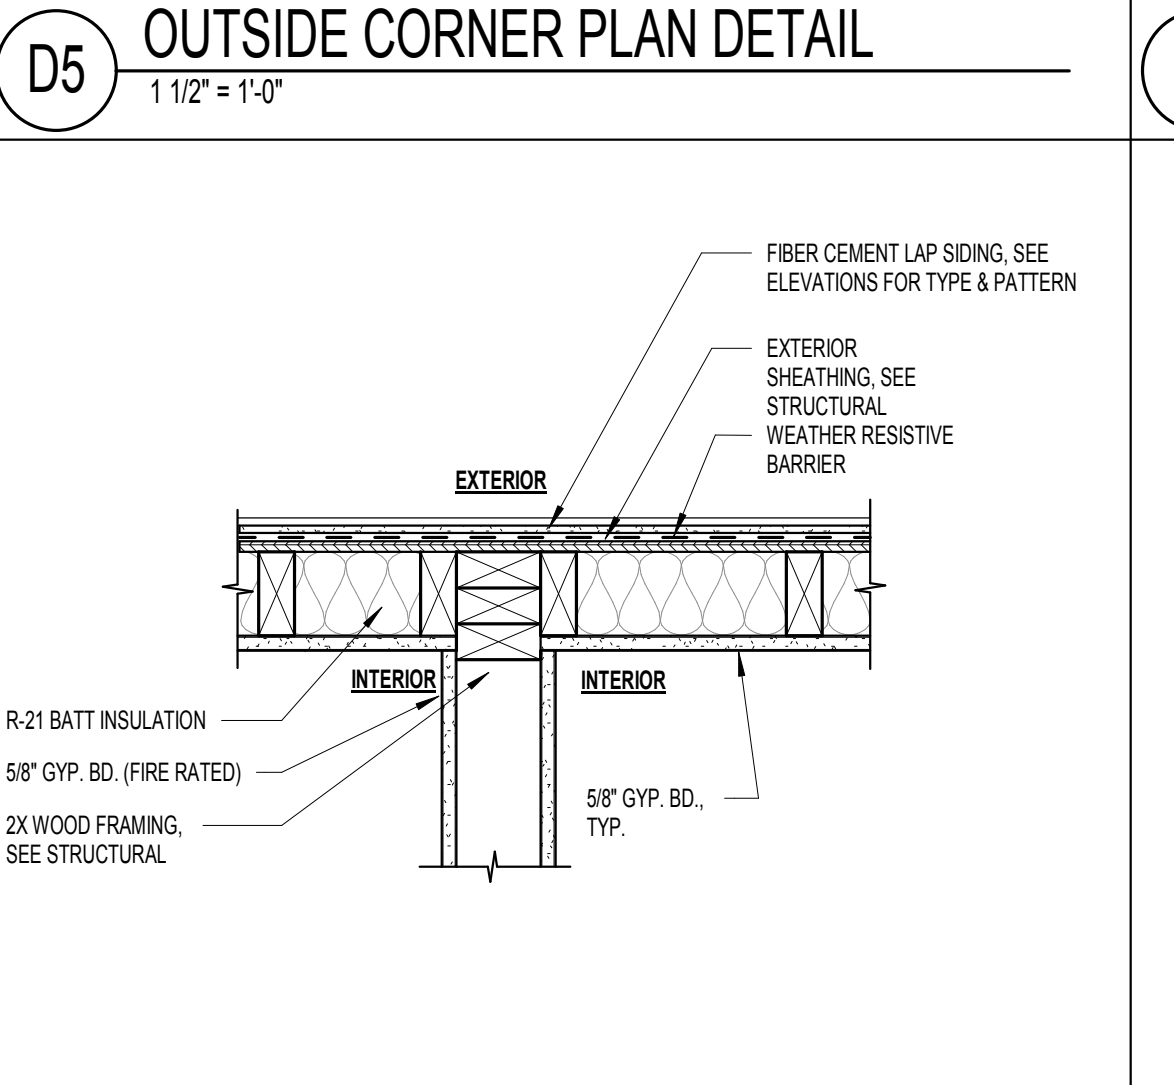 D5
OUTSIDE CORNER PLAN DETAIL
1 1/2" = 1'-0"
FIBER CEMENT LAP SIDING, SEE
ELEVATIONS FOR TYPE & PATTERN
EXTERIOR
SHEATHING, SEE
STRUCTURAL
WEATHER RESISTIVE
BARRIER
EXTERIOR
INTERIOR
INTERIOR
R-21 BATT INSULATION
5/8" GYP. BD. (FIRE RATED)
2X WOOD FRAMING,
SEE STRUCTURAL
5/8" GYP. BD.,
TYP.